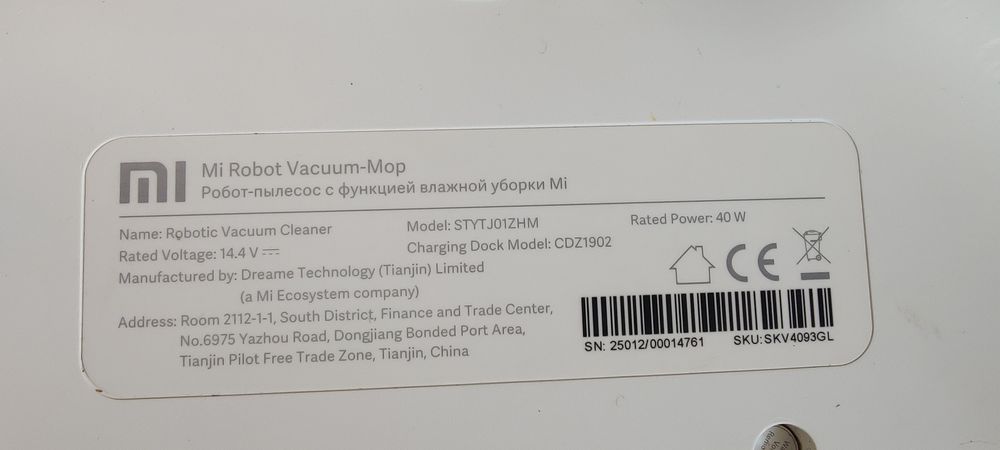 mi Mi Robot Vacuum-Mop
Робот-пылесос с функцией влажной уборки Mi
Name: Robotic Vacuum Cleaner
Model: STYTJ01ZHM
Rated Power: 40 W
Rated Voltage: 14.4 V
Charging Dock Model: CDZ1902
Manufactured by: Dreame Technology (Tianjin) Limited
(a Mi Ecosystem company)
Address: Room 2112-1-1, South District, Finance and Trade Center,
No.6975 Yazhou Road, Dongjiang Bonded Port Area,
Tianjin Pilot Free Trade Zone, Tianjin, China
CE
SN: 25012/00014761
SKU: SKV4093GL